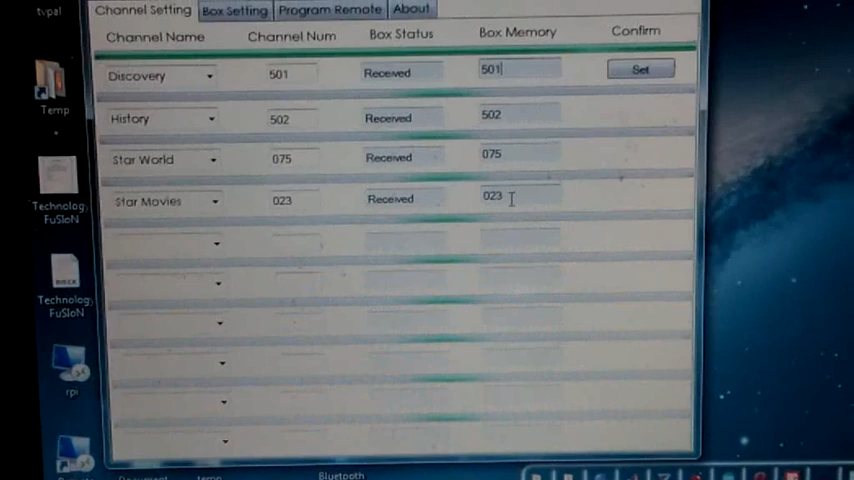 tvpal
Channel Setting Box Setting Program Remote About
Channel Name Channel Num Box Status Box Memory Confirm
Discovery 501 Received 501 Set
Temp
History 502 Received 502
Star World 075 Received 075
Star Movies 023 Received 023
Technology
FuSIoN
Technology
FuSIoN
rpi
Bluetooth